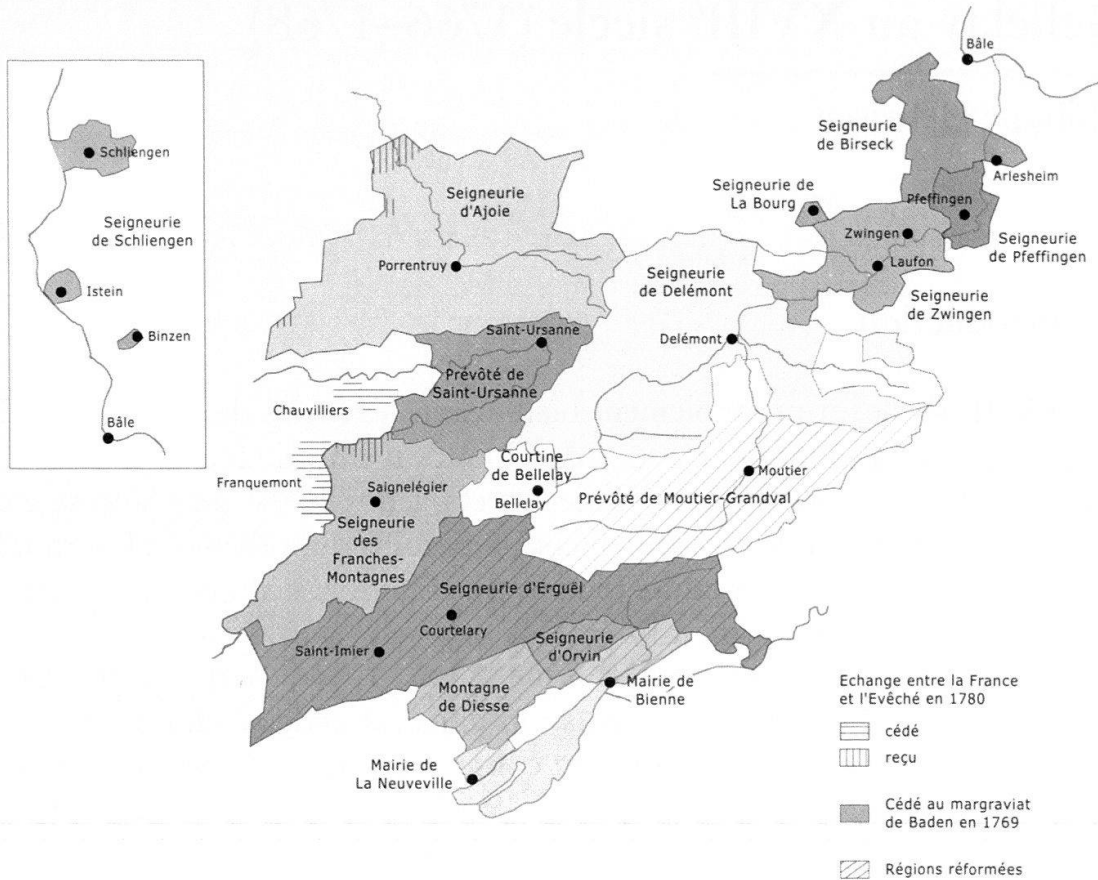 Schliengen
Seigneurie
de Schliengen
Istein
Binzen
Bâle
Bâle
Seigneurie
de Birseck
Arlesheim
Seigneurie de
La Bourg
Pfeffingen
Zwingen
Seigneurie
de Pfeffingen
Laufon
Seigneurie
de Zwingen
Seigneurie
d'Ajoie
Porrentruy
Seigneurie
de Delémont
Saint-Ursanne
Delémont
Prévôté de
Saint-Ursanne
Chauvilliers
Courtine
de Bellelay
Moutier
Franquemont
Saignelégier
Bellelay
Prévôté de Moutier-Grandval
Seigneurie
des
Franches-
Montagnes
Seigneurie d'Erguël
Courtelary
Seigneurie
d'Orvin
Saint-Imier
Montagne
de Diesse
Mairie de
Bienne
Mairie de
La Neuveville
Echange entre la France
et l'Evêché en 1780
cédé
reçu
Cédé au margraviat
de Baden en 1769
Régions réformées